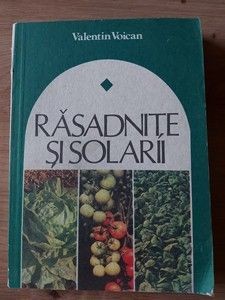 Valentin Voican
RĂSADNIȚE
ȘI SOLARII